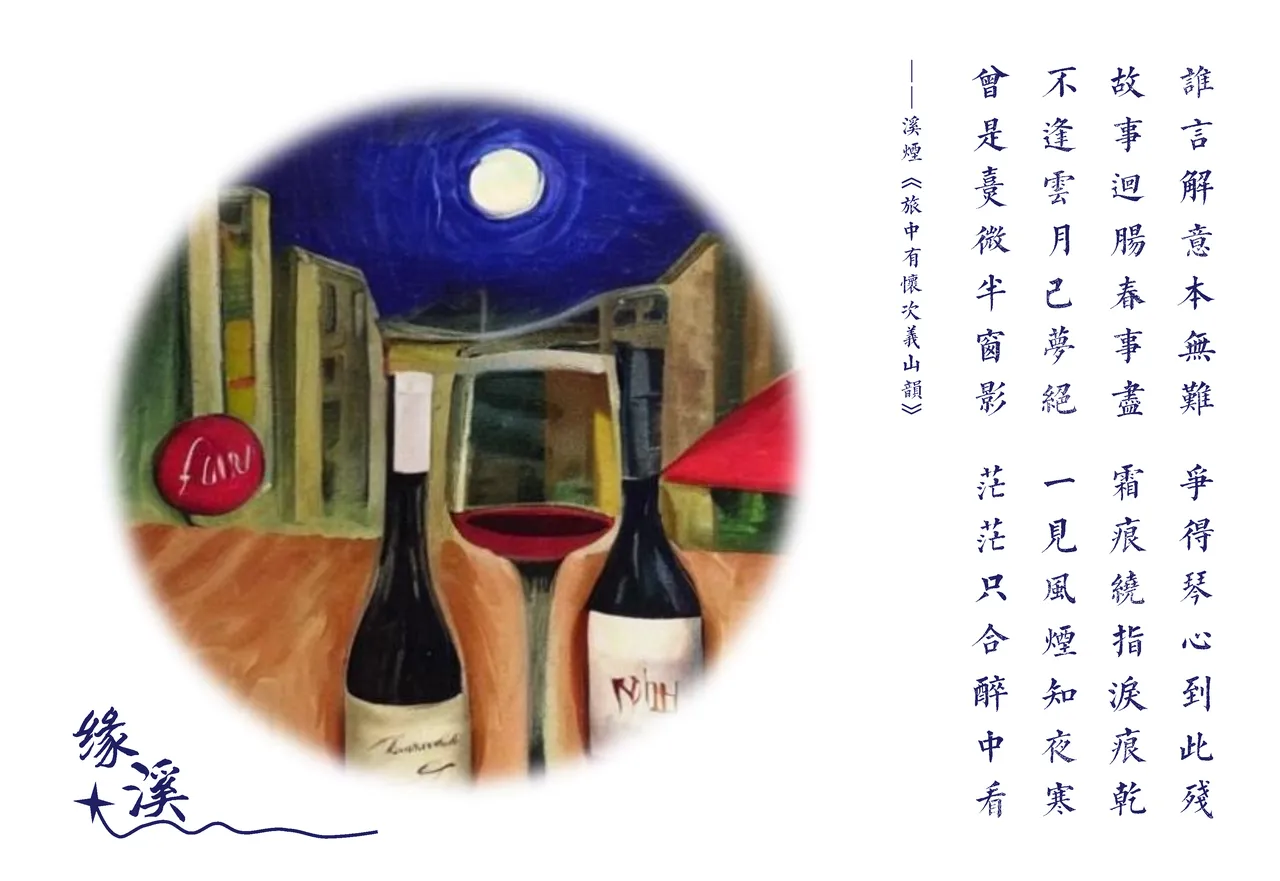 誰言解意本無難
爭得琴心到此殘
故事迴腸春事盡
霜痕繞指淚痕乾
不逢雲月已夢絕
一見風煙知夜寒
曾是熹微半窗影
茫茫只合醉中看
——溪煙《旅中有懷次義山韻》
缘溪